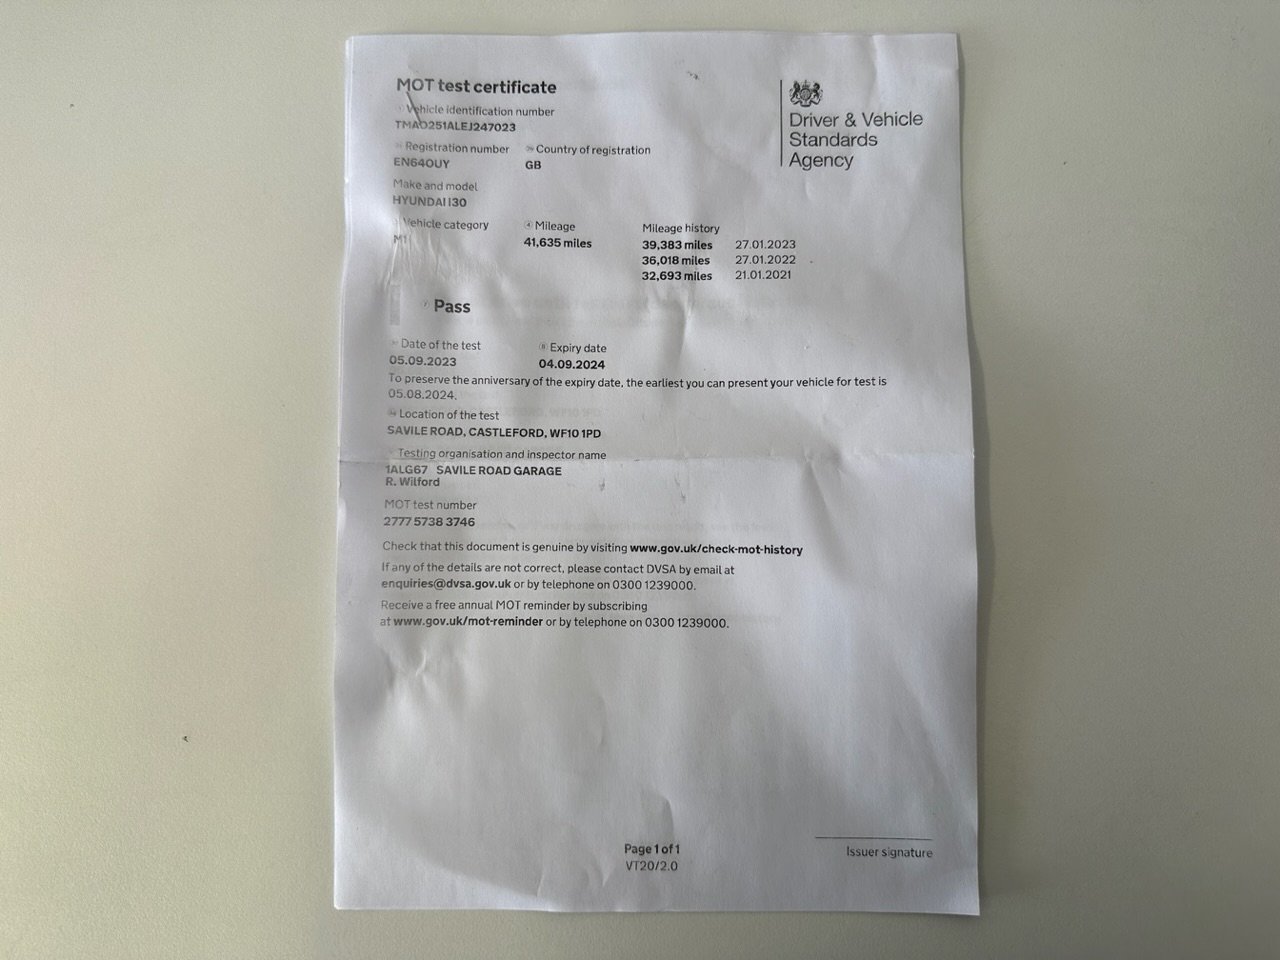 MOT test certificate
Vehicle identification number
TMAD251ALEJ247023
Driver & Vehicle
Standards
Agency
Registration number
Country of registration
EN64OUY
GB
Make and model
HYUNDAI I30
Vehicle category
Mileage
Mileage history
M1
41,635 miles
39,383 miles 27.01.2023
36,018 miles 27.01.2022
32,693 miles 21.01.2021
Pass
Date of the test
Expiry date
05.09.2023
04.09.2024
To preserve the anniversary of the expiry date, the earliest you can present your vehicle for test is
05.08.2024.
Location of the test
SAVILE ROAD, CASTLEFORD, WF10 1PD
Testing organisation and inspector name
1ALG67 SAVILE ROAD GARAGE
R. Wilford
MOT test number
2777 5738 3746
Check that this document is genuine by visiting www.gov.uk/check-mot-history
If any of the details are not correct, please contact DVSA by email at
enquiries@dvsa.gov.uk or by telephone on 0300 1239000.
Receive a free annual MOT reminder by subscribing
at www.gov.uk/mot-reminder or by telephone on 0300 1239000.
Page 1 of 1
VT20/2.0
Issuer signature